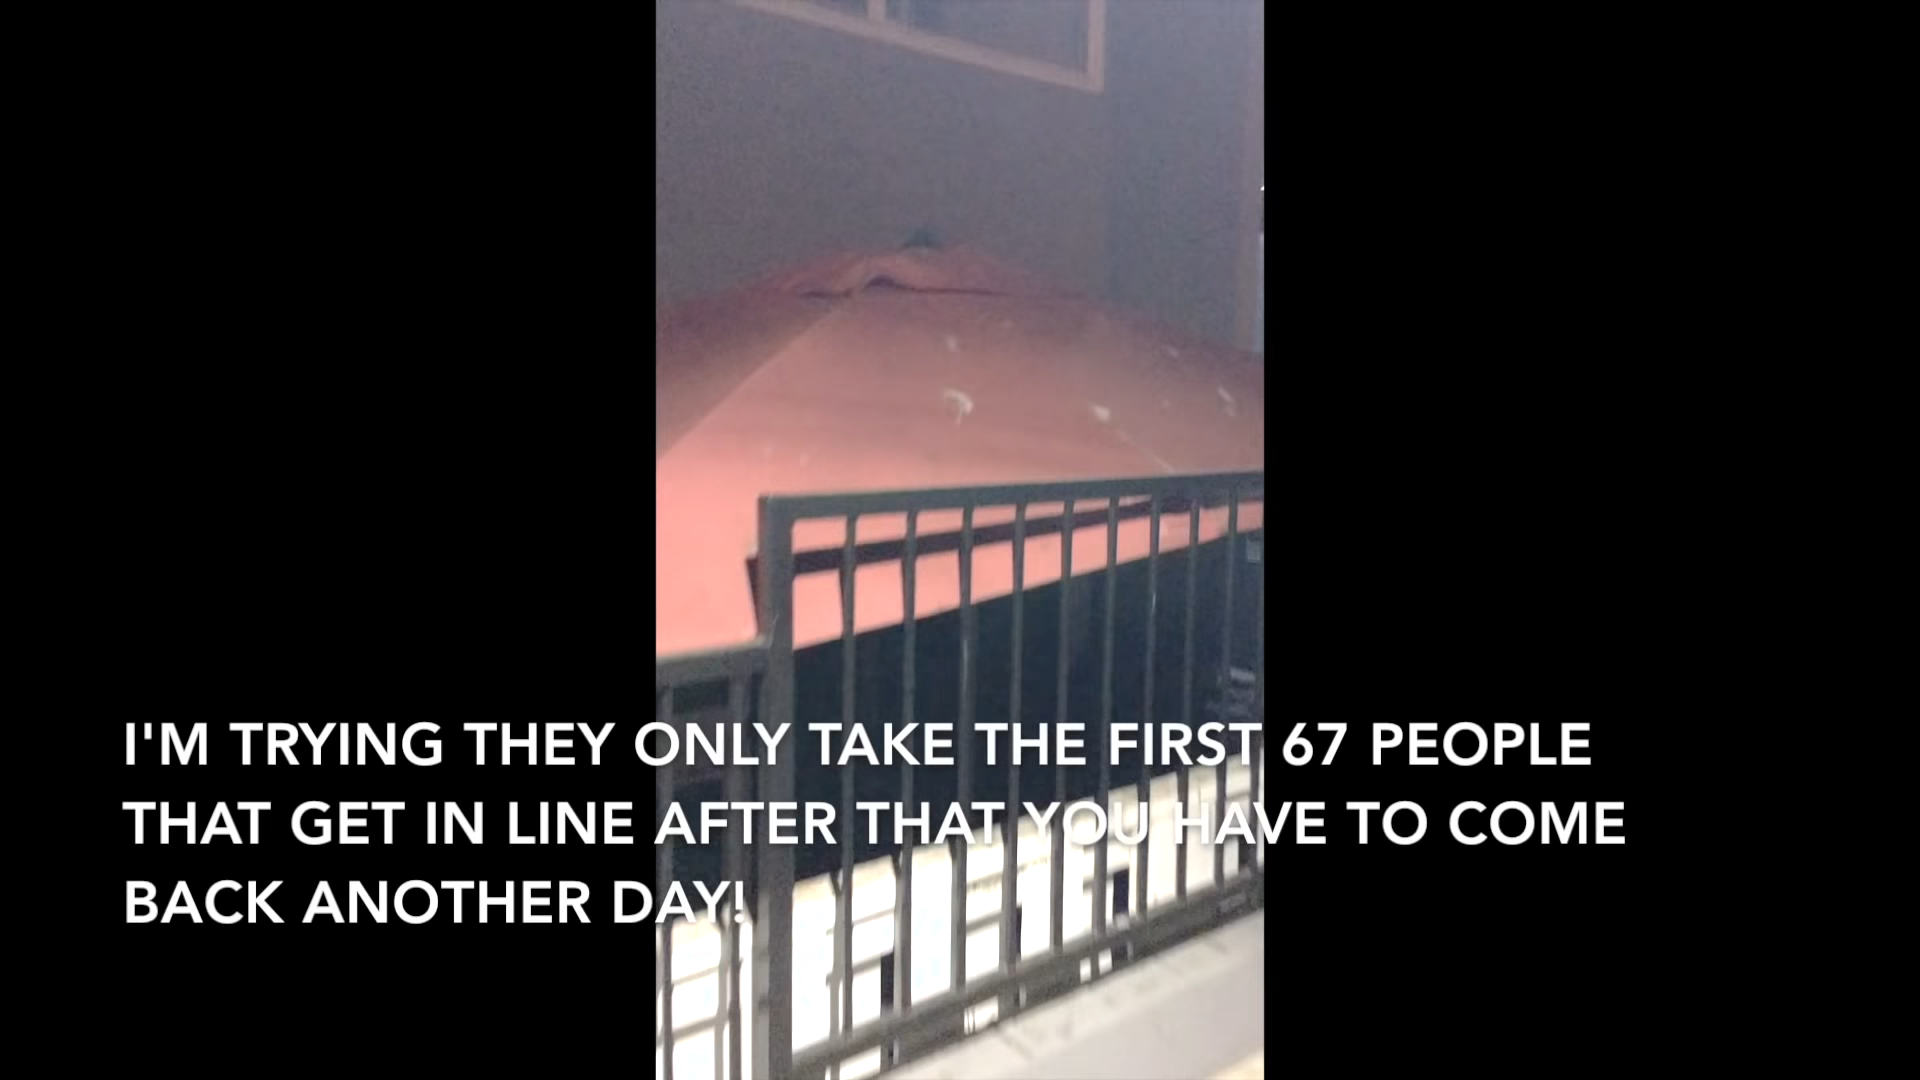 I'M TRYING THEY ONLY TAKE THE FIRST 67 PEOPLE
THAT GET IN LINE AFTER THAT YOU HAVE TO COME
BACK ANOTHER DAY!